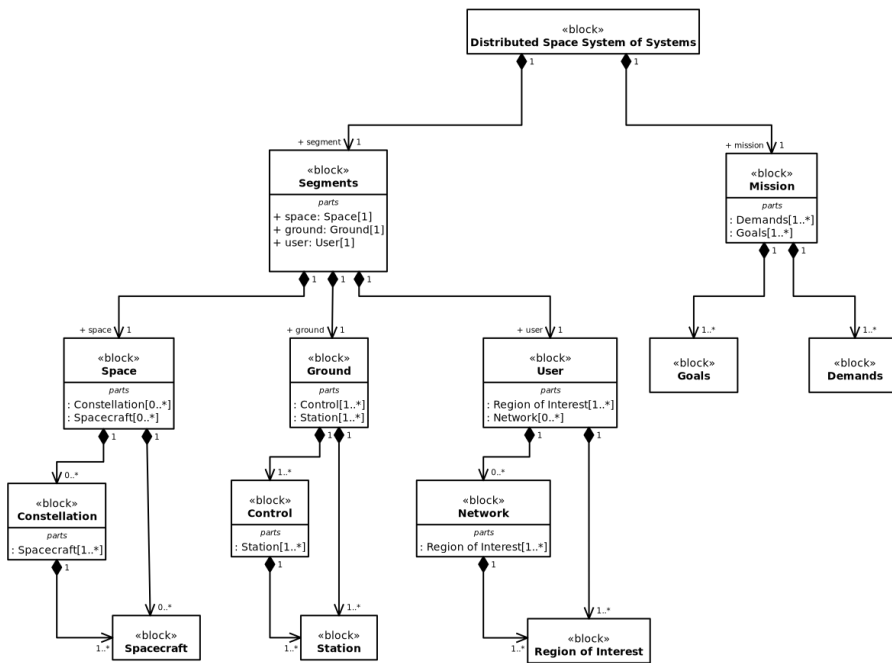 «block»
Distributed Space System of Systems
1
1
+ segment
1
+ mission
1
«block»
Segments
parts
+ space: Space[1]
+ ground: Ground[1]
+ user: User[1]
«block»
Mission
parts
: Demands[1..*]
: Goals[1..*]
1
1
1
1
1
+ space
1
+ ground
1
+ user
1
1..*
1..*
«block»
Space
parts
: Constellation[0..*]
: Spacecraft[0..*]
«block»
Ground
parts
: Control[1..*]
: Station[1..*]
«block»
User
parts
: Region of Interest[1..*]
: Network[0..*]
«block»
Goals
«block»
Demands
1
1
1
1
1
1
0..*
1..*
0..*
«block»
Constellation
parts
: Spacecraft[1..*]
«block»
Control
parts
: Station[1..*]
«block»
Network
parts
: Region of Interest[1..*]
1
1
1
0..*
1..*
1..*
1..*
1..*
1..*
«block»
Spacecraft
«block»
Station
«block»
Region of Interest